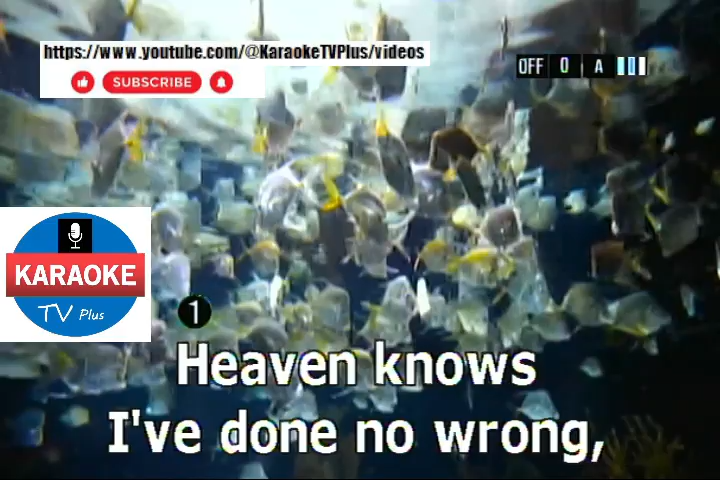 https://www.youtube.com/@KaraokeTVPlus/videos
SUBSCRIBE
OFF 0 A
KARAOKE
TV Plus
1
Heaven knows
I've done no wrong,